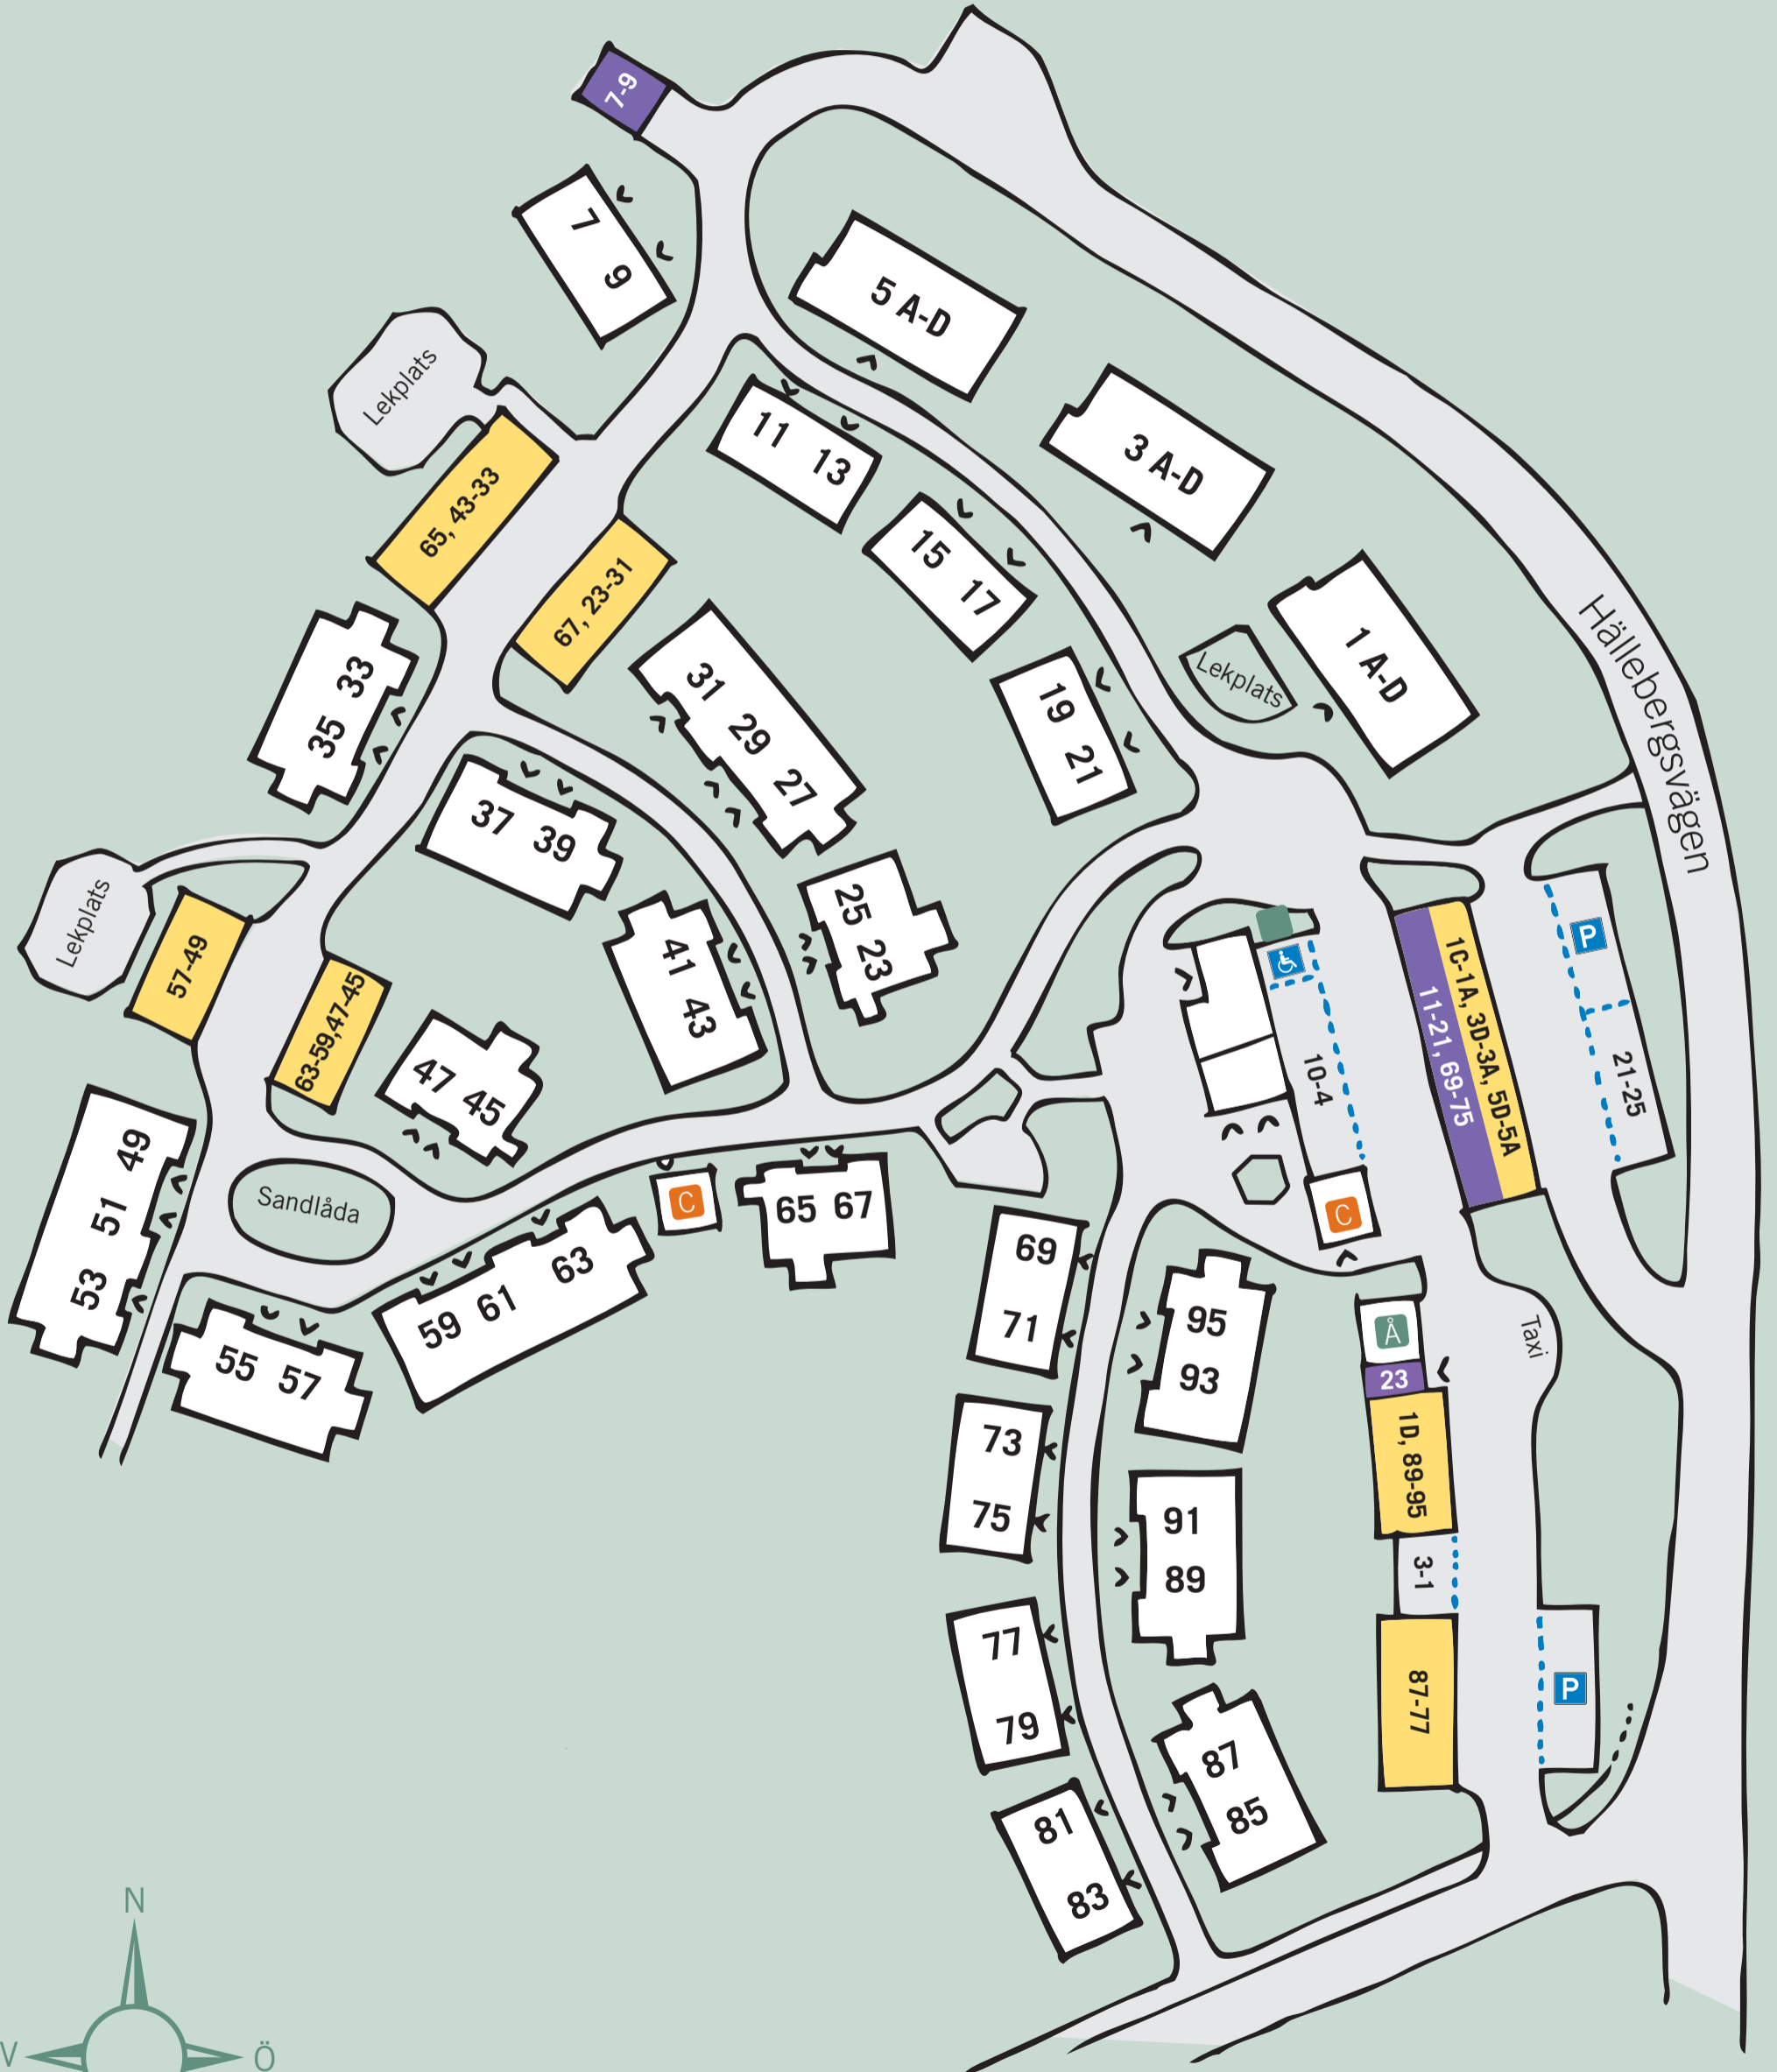 7-9
7
9
5 A-D
Lekplats
11 13
3 A-D
65, 43-33
15 17
67, 23-31
Hällebergsvägen
1 A-D
Lekplats
33
35
31 29 27
19 21
37 39
25 23
Lekplats
57-49
41 43
P
1C-1A, 3D-3A, 5D-5A
11-21, 69-75
63-59,47-45
47 45
10-4
21-25
49
51
53
Sandlåda
C
65 67
C
69
71
59 61 63
95
93
Å
Taxi
23
55 57
73
75
1D, 89-95
91
89
3-1
77
79
87-77
P
87
85
81
83
N
V
Ö